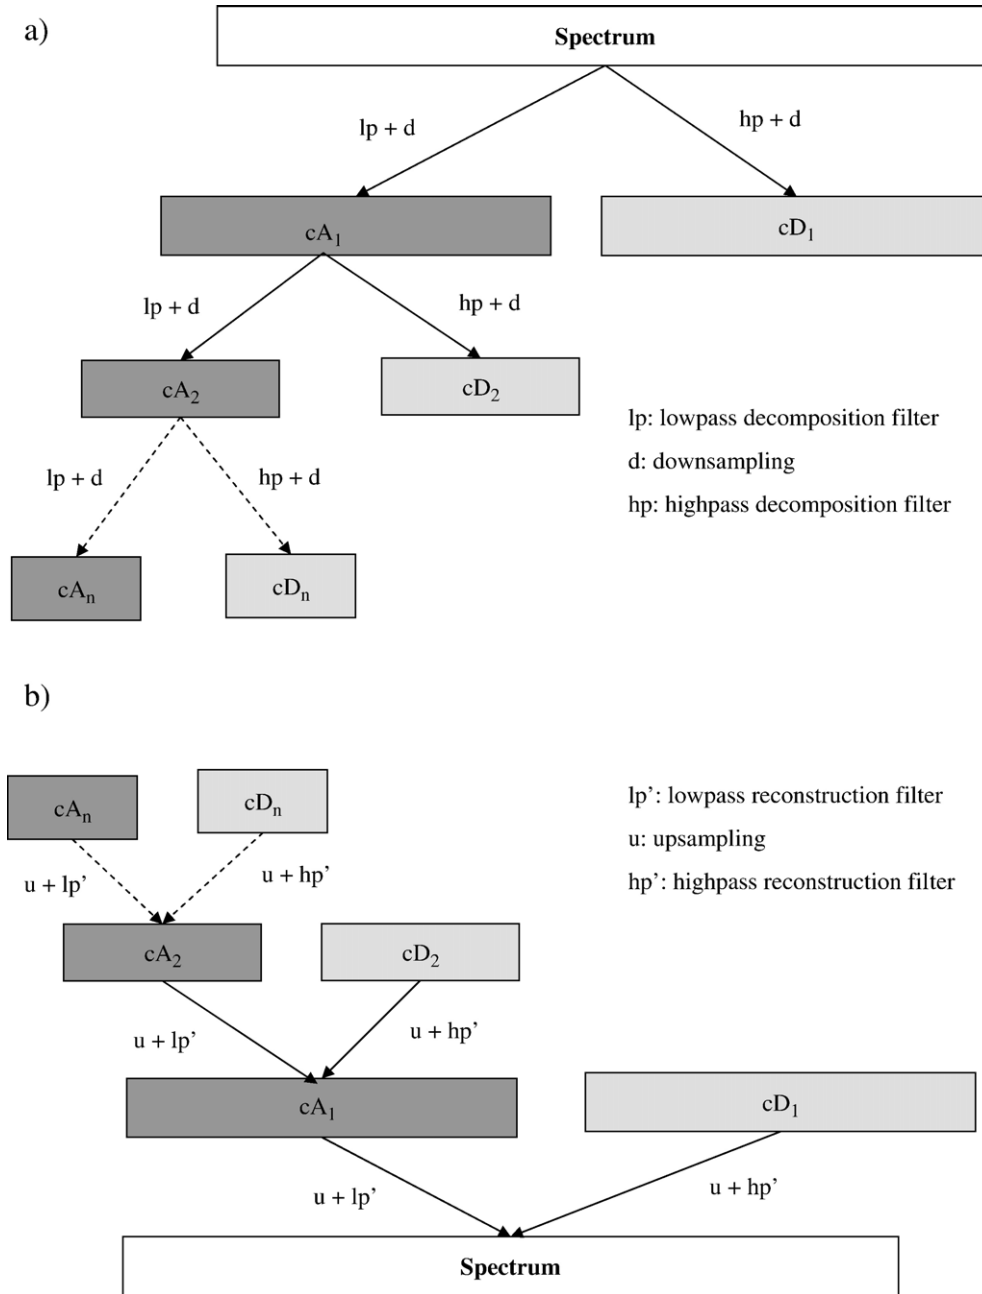 a)
Spectrum
lp + d
hp + d
cA₁
cD₁
lp + d
hp + d
cA₂
cD₂
lp: lowpass decomposition filter
d: downsampling
lp + d
hp + d
hp: highpass decomposition filter
cAₙ
cDₙ
b)
cAₙ
cDₙ
lp’: lowpass reconstruction filter
u: upsampling
u + lp’
u + hp’
hp’: highpass reconstruction filter
cA₂
cD₂
u + lp’
u + hp’
cA₁
cD₁
u + lp’
u + hp’
Spectrum